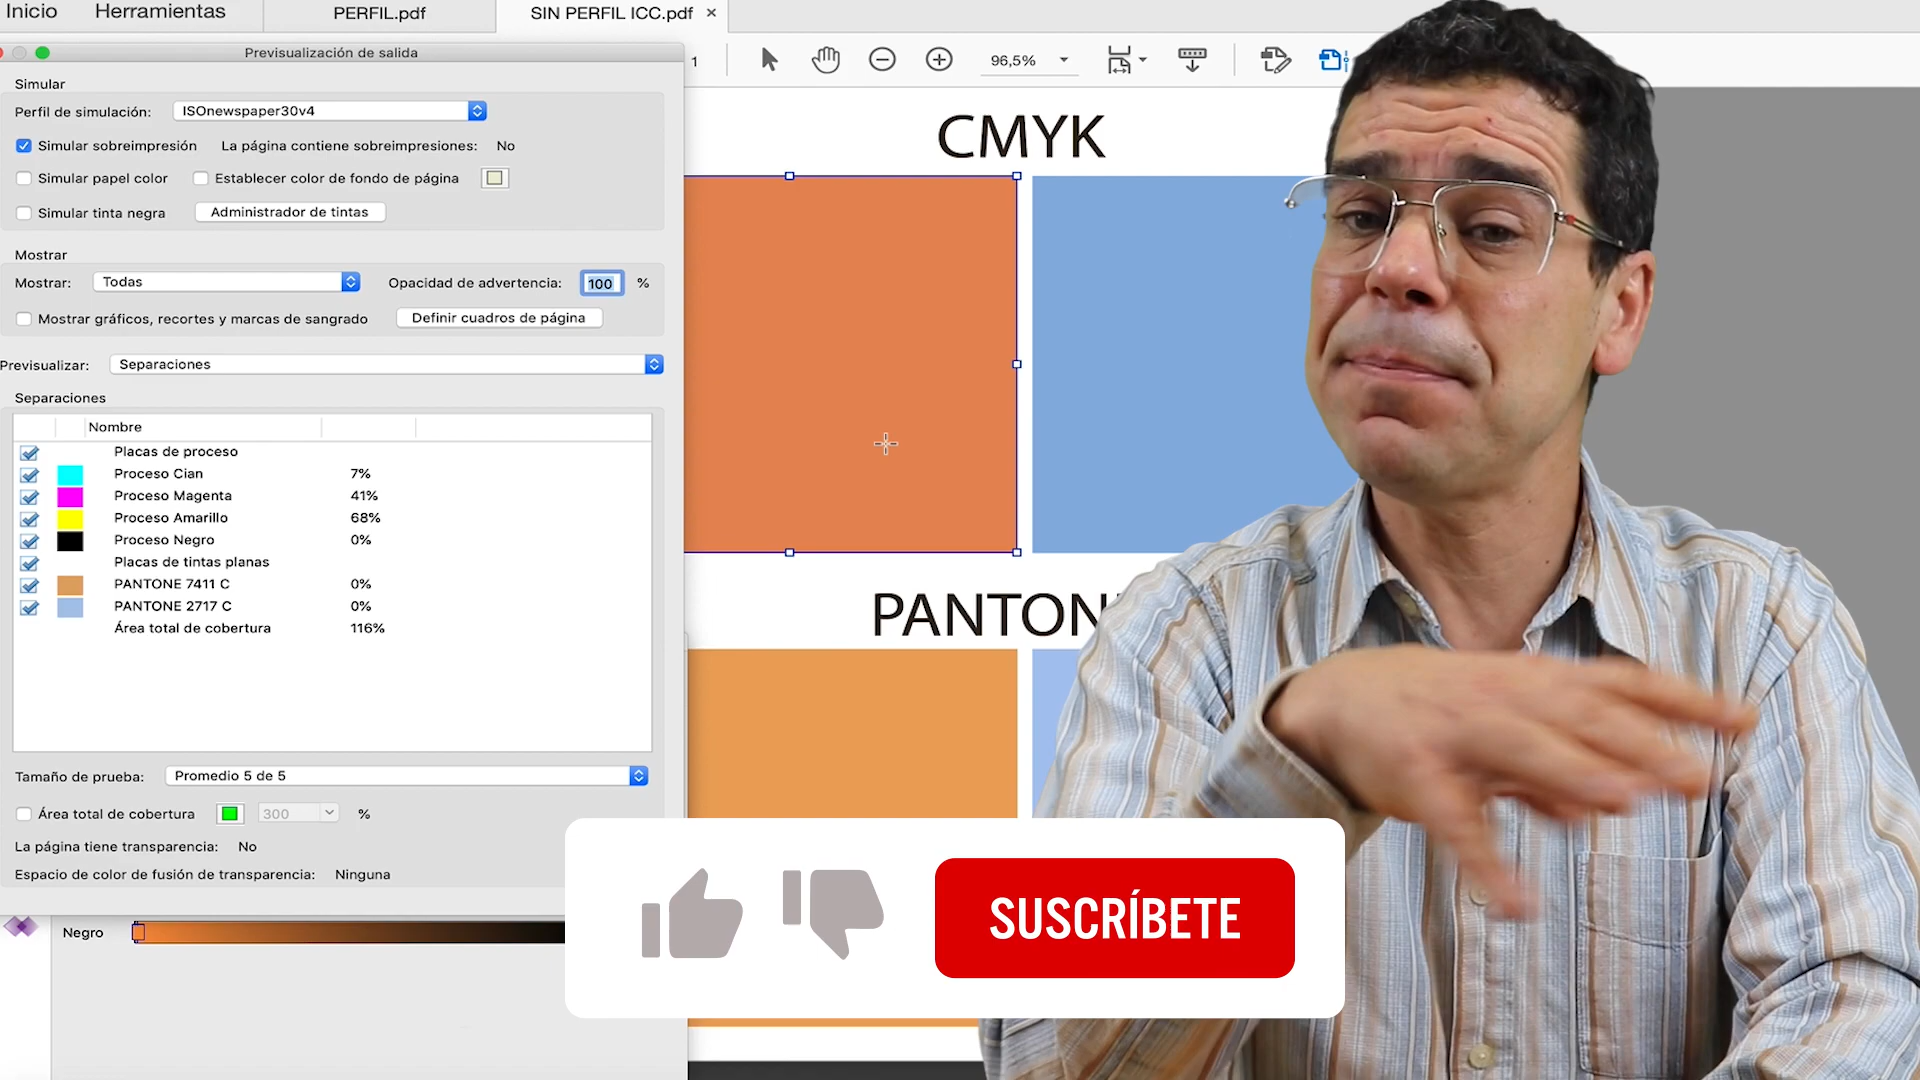 Inicio
Herramientas
PERFIL.pdf
SIN PERFIL ICC.pdf ×
Previsualización de salida
1
96,5%
Simular
Perfil de simulación: ISOnewspaper30v4
Simular sobreimpresión La página contiene sobreimpresiones: No
Simular papel color Establecer color de fondo de página
Simular tinta negra Administrador de tintas
Mostrar
Mostrar: Todas Opacidad de advertencia: 100 %
Mostrar gráficos, recortes y marcas de sangrado Definir cuadros de página
Previsualizar: Separaciones
Separaciones
Nombre
Placas de proceso
Proceso Cian 7%
Proceso Magenta 41%
Proceso Amarillo 68%
Proceso Negro 0%
Placas de tintas planas
PANTONE 7411 C 0%
PANTONE 2717 C 0%
Área total de cobertura 116%
Tamaño de prueba: Promedio 5 de 5
Área total de cobertura 300 %
La página tiene transparencia: No
Espacio de color de fusión de transparencia: Ninguna
Negro
CMYK
PANTON
SUSCRÍBETE